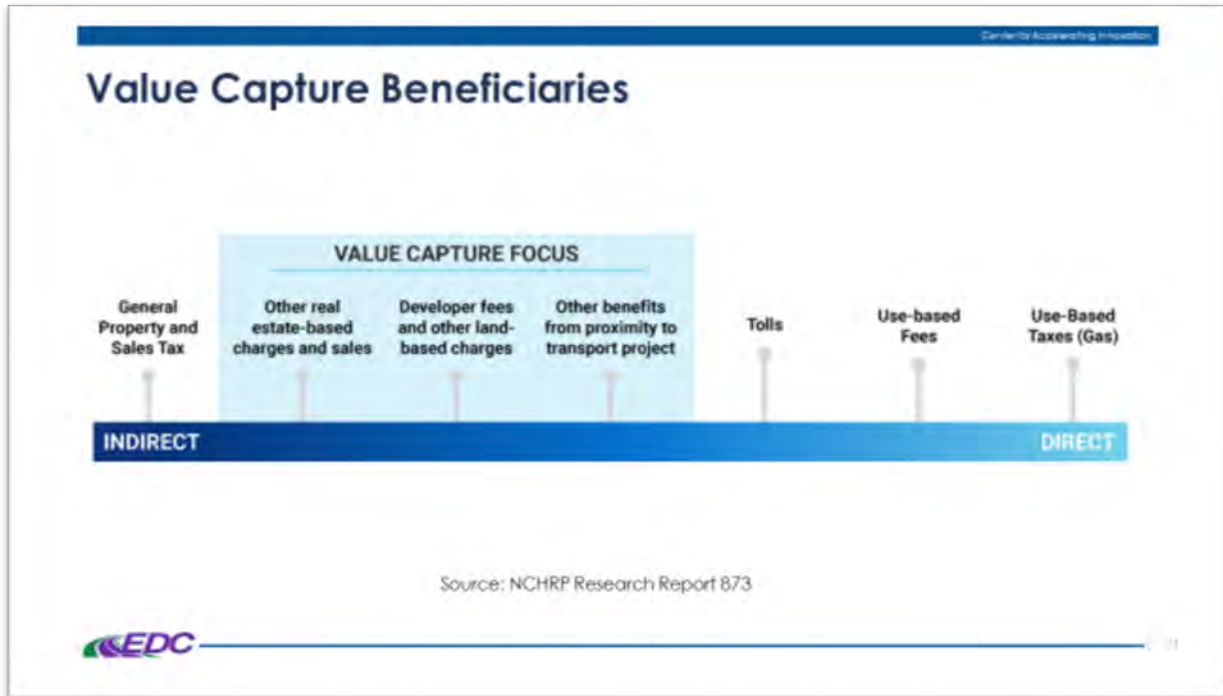 Center for Accelerating Innovation
Value Capture Beneficiaries
VALUE CAPTURE FOCUS
General
Property and
Sales Tax
Other real
estate-based
charges and sales
Developer fees
and other land-
based charges
Other benefits
from proximity to
transport project
Tolls
Use-based
Fees
Use-Based
Taxes (Gas)
INDIRECT
DIRECT
Source: NCHRP Research Report 873
EDC